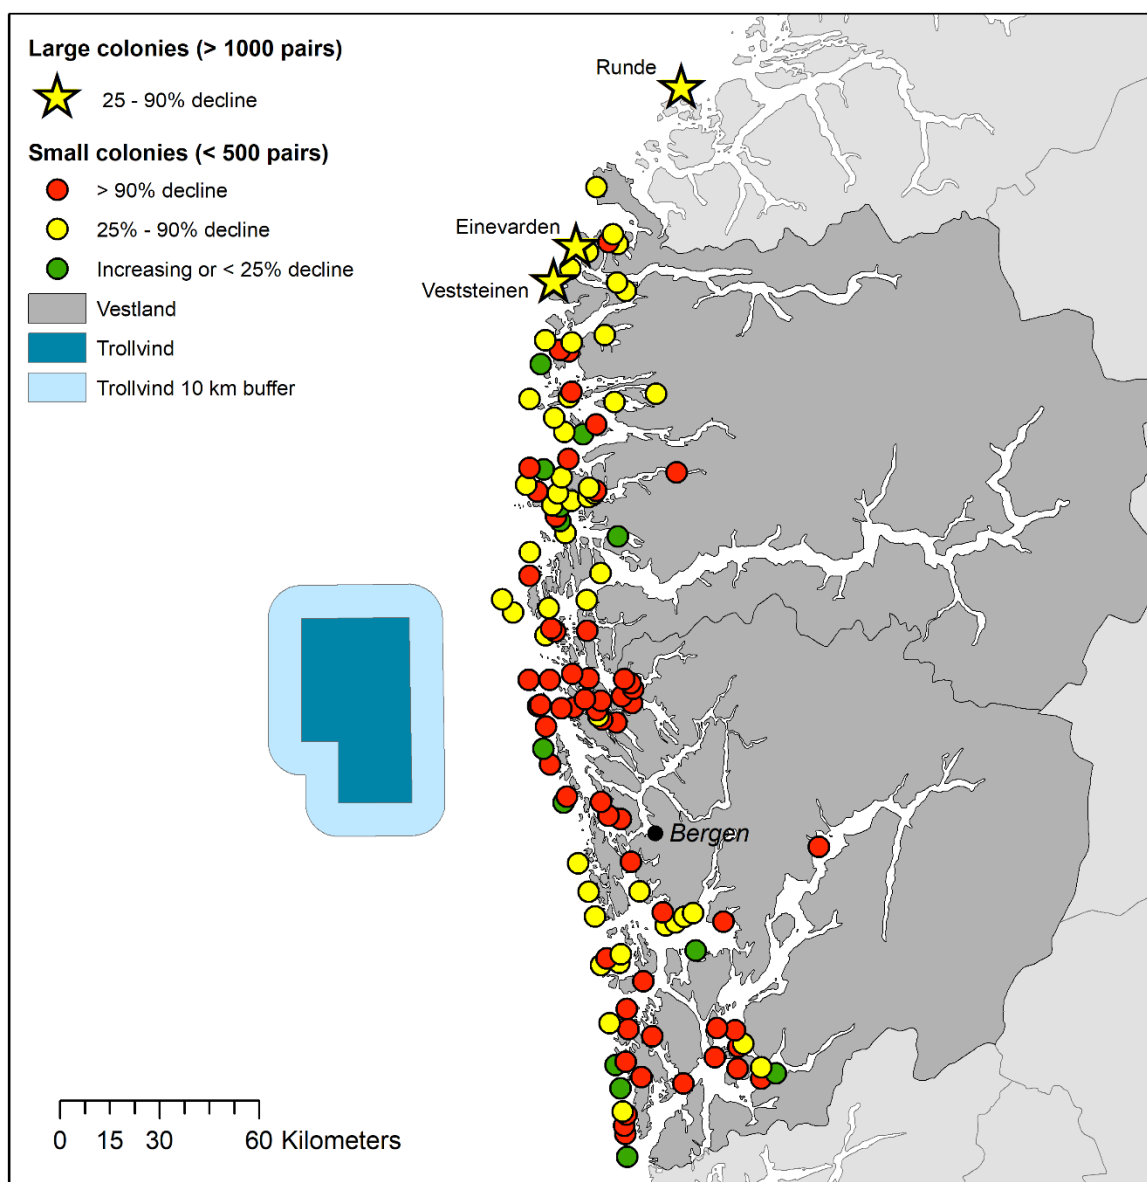 Large colonies (> 1000 pairs)
25 - 90% decline
Small colonies (< 500 pairs)
> 90% decline
25% - 90% decline
Increasing or < 25% decline
Vestland
Trollvind
Trollvind 10 km buffer
Runde
Einevarden
Veststeinen
Bergen
0 15 30 60 Kilometers